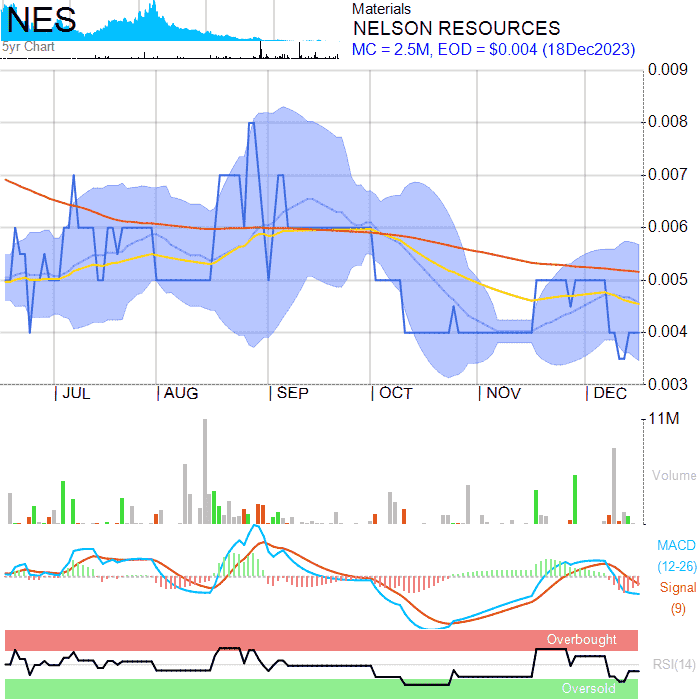 NES
5yr Chart
Materials
NELSON RESOURCES
MC = 2.5M, EOD = $0.004 (18Dec2023)
0.009
0.008
0.007
0.006
0.005
0.004
0.003
JUL AUG SEP OCT NOV DEC
11M
Volume
MACD
(12-26)
Signal
(9)
Overbought
RSI(14)
Oversold